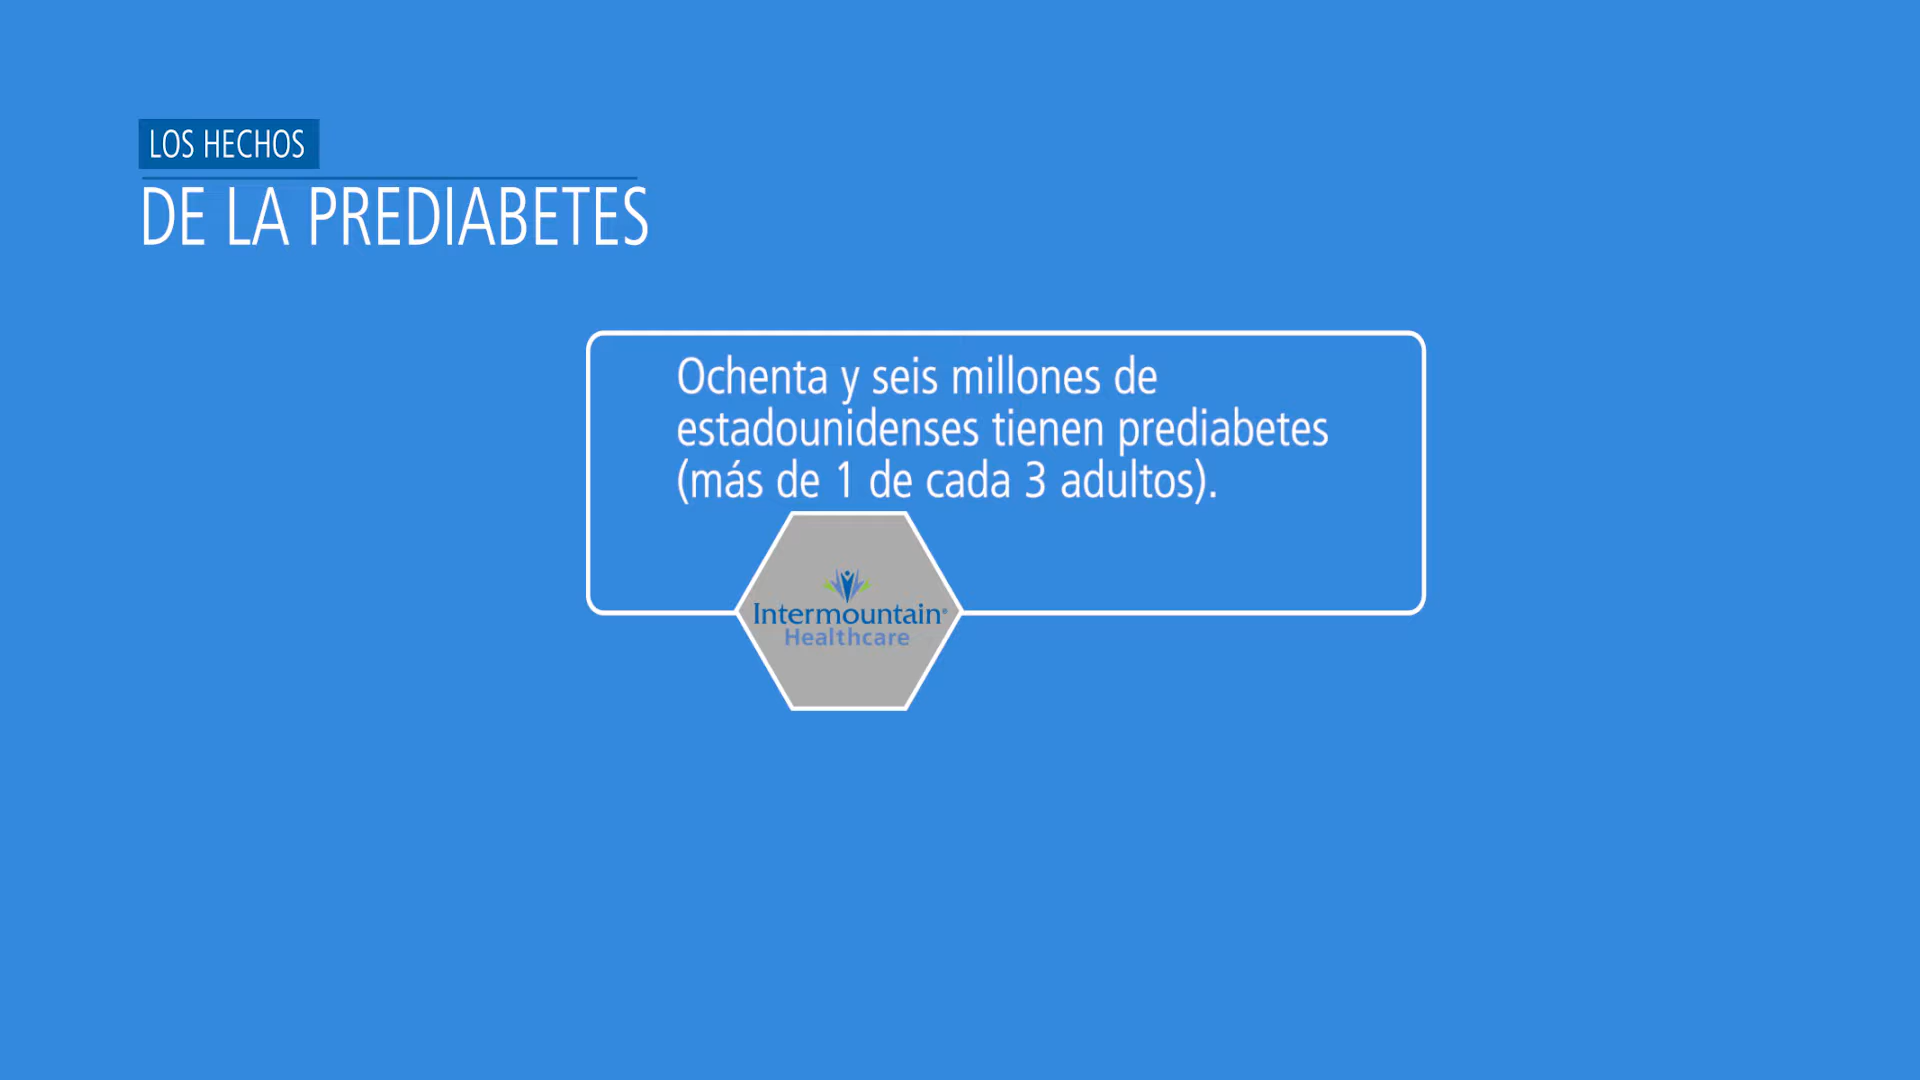 LOS HECHOS
DE LA PREDIABETES
Ochenta y seis millones de
estadounidenses tienen prediabetes
(más de 1 de cada 3 adultos).
Intermountain®
Healthcare